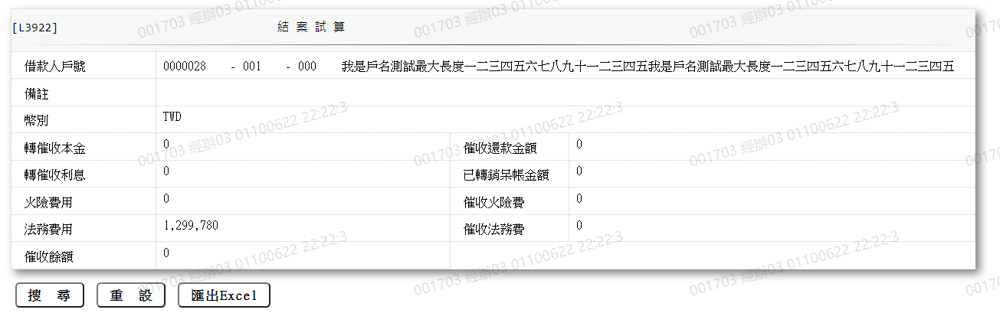 [L3922] 結 案 試 算
借款人戶號 0000028 - 001 - 000 我是戶名測試最大長度一二三四五六七八九十一二三四五我是戶名測試最大長度一二三四五六七八九十一二三四五
備註
幣別 TWD
轉催收本金 0 催收還款金額 0
轉催收利息 0 已轉銷呆帳金額 0
火險費用 0 催收火險費 0
法務費用 1,299,780 催收法務費 0
催收餘額 0
搜 尋 重 設 匯出Excel
001703 經辦03 01100622 22:22:3